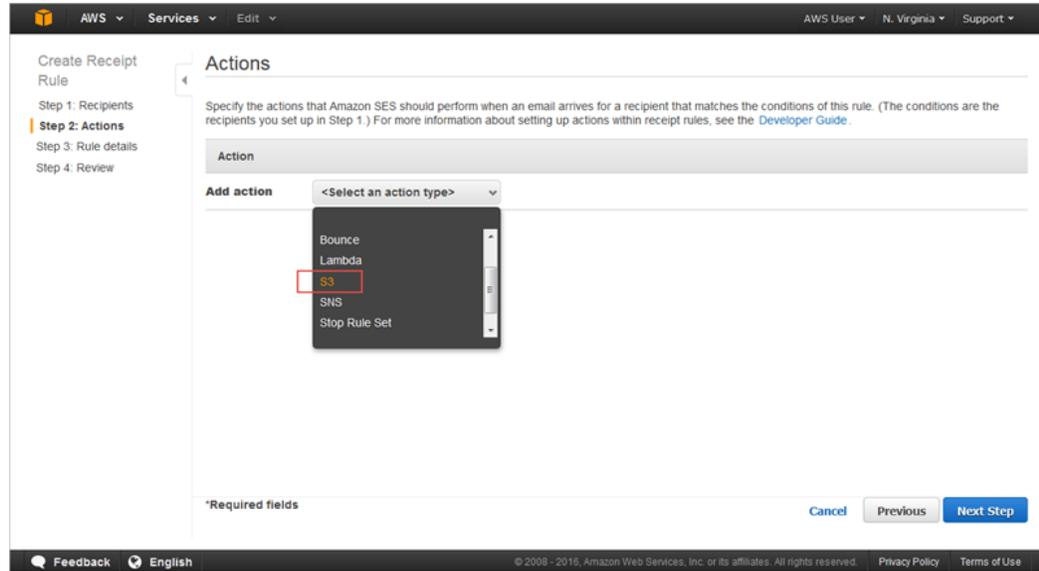 AWS Services Edit AWS User N. Virginia Support
Create Receipt
Rule
Step 1: Recipients
Step 2: Actions
Step 3: Rule details
Step 4: Review
Actions
Specify the actions that Amazon SES should perform when an email arrives for a recipient that matches the conditions of this rule. (The conditions are the
recipients you set up in Step 1.) For more information about setting up actions within receipt rules, see the Developer Guide.
Action
Add action <Select an action type>
Bounce
Lambda
S3
SNS
Stop Rule Set
*Required fields
Cancel Previous Next Step
Feedback English © 2008 - 2016, Amazon Web Services, Inc. or its affiliates. All rights reserved. Privacy Policy Terms of Use